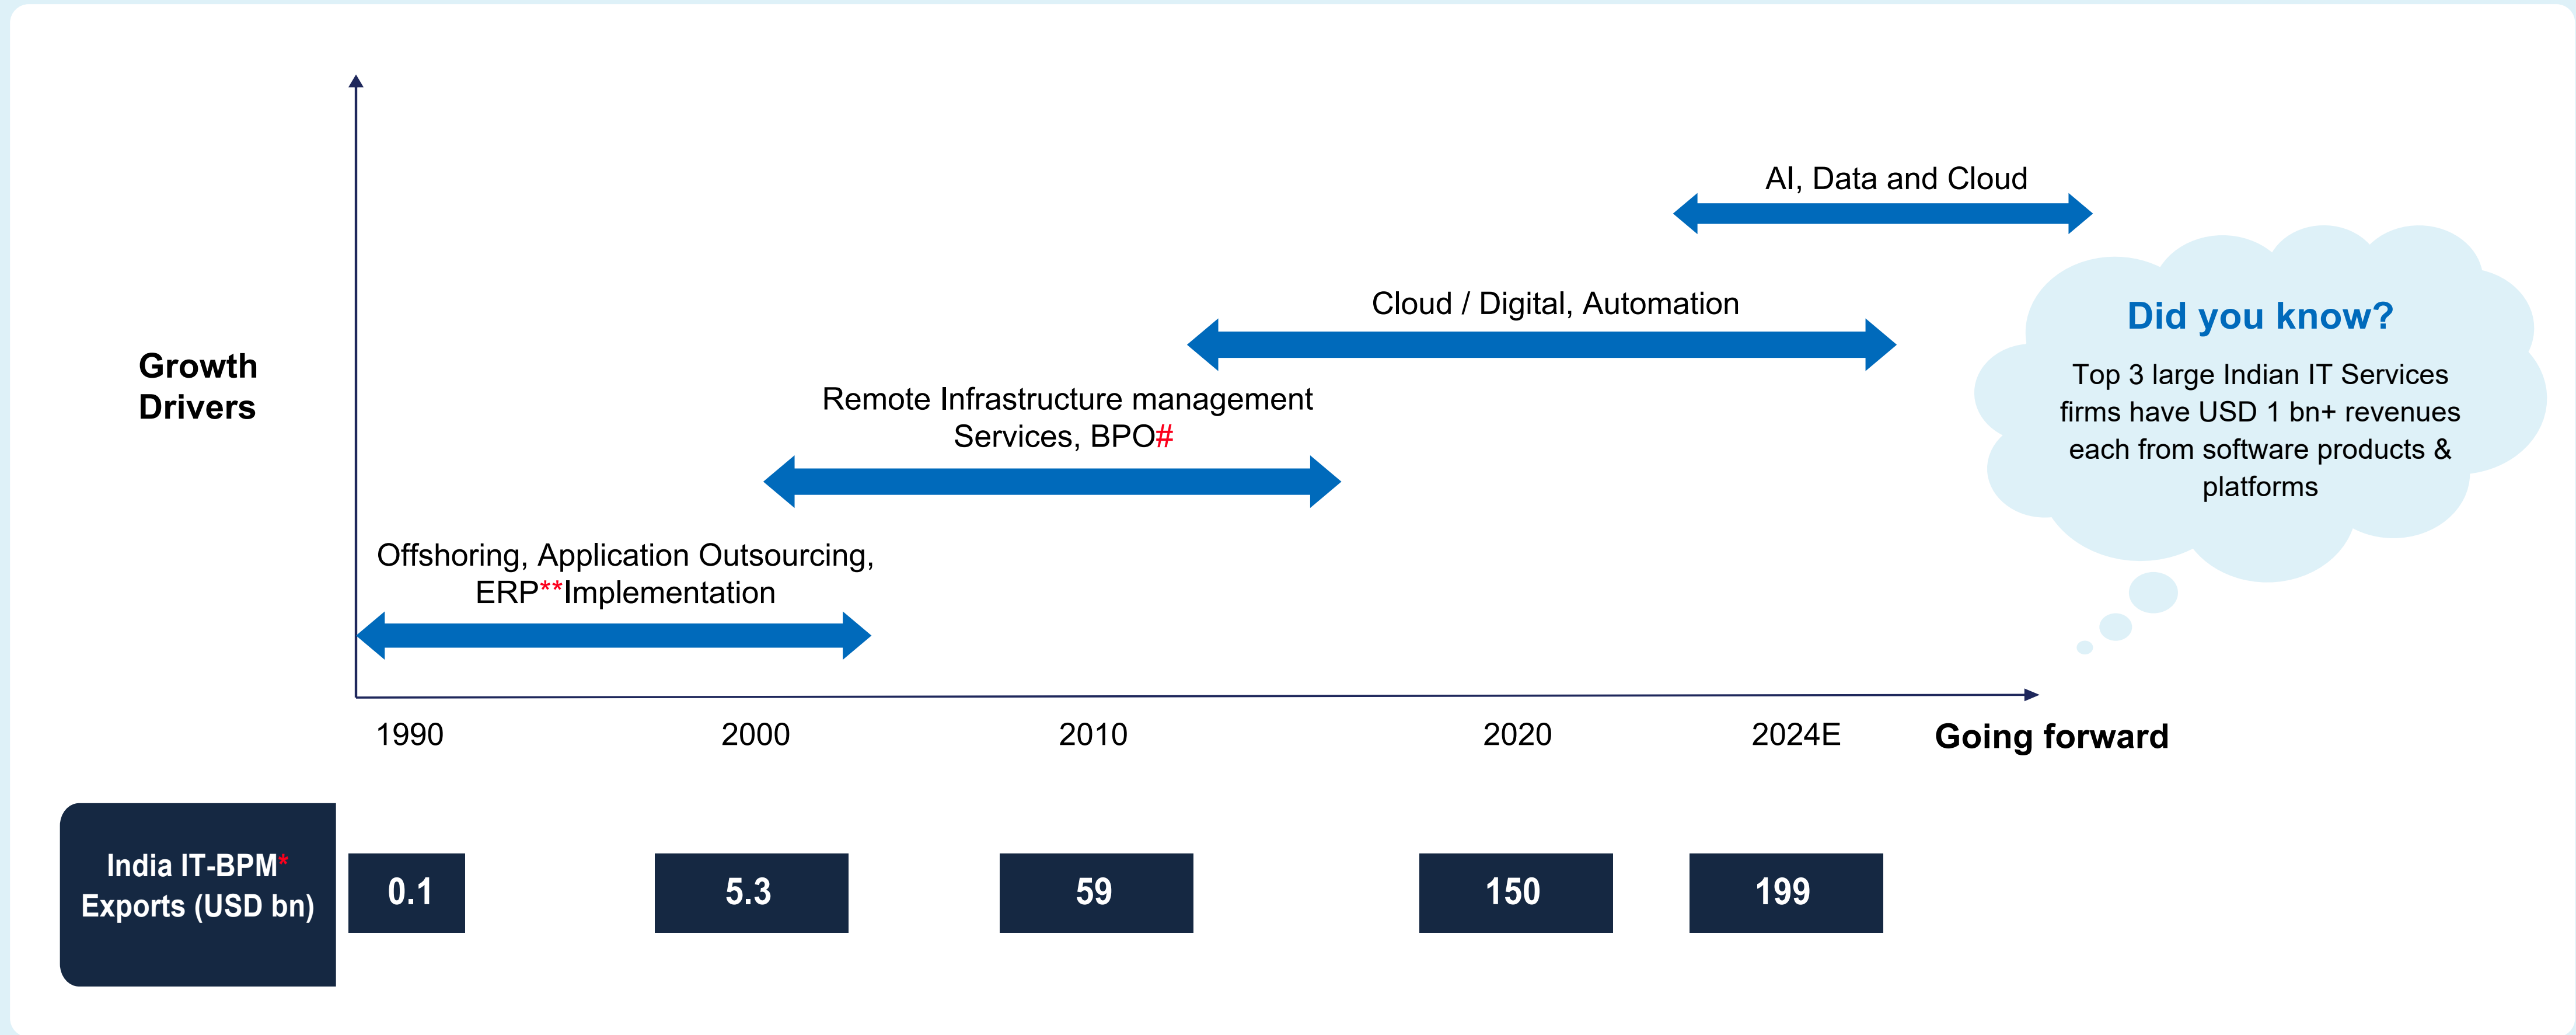 AI, Data and Cloud
Cloud / Digital, Automation
Did you know?
Top 3 large Indian IT Services
firms have USD 1 bn+ revenues
each from software products &
platforms
Growth
Drivers
Remote Infrastructure management
Services, BPO#
Offshoring, Application Outsourcing,
ERP**Implementation
1990 2000 2010 2020 2024E Going forward
India IT-BPM*
Exports (USD bn)
0.1 5.3 59 150 199